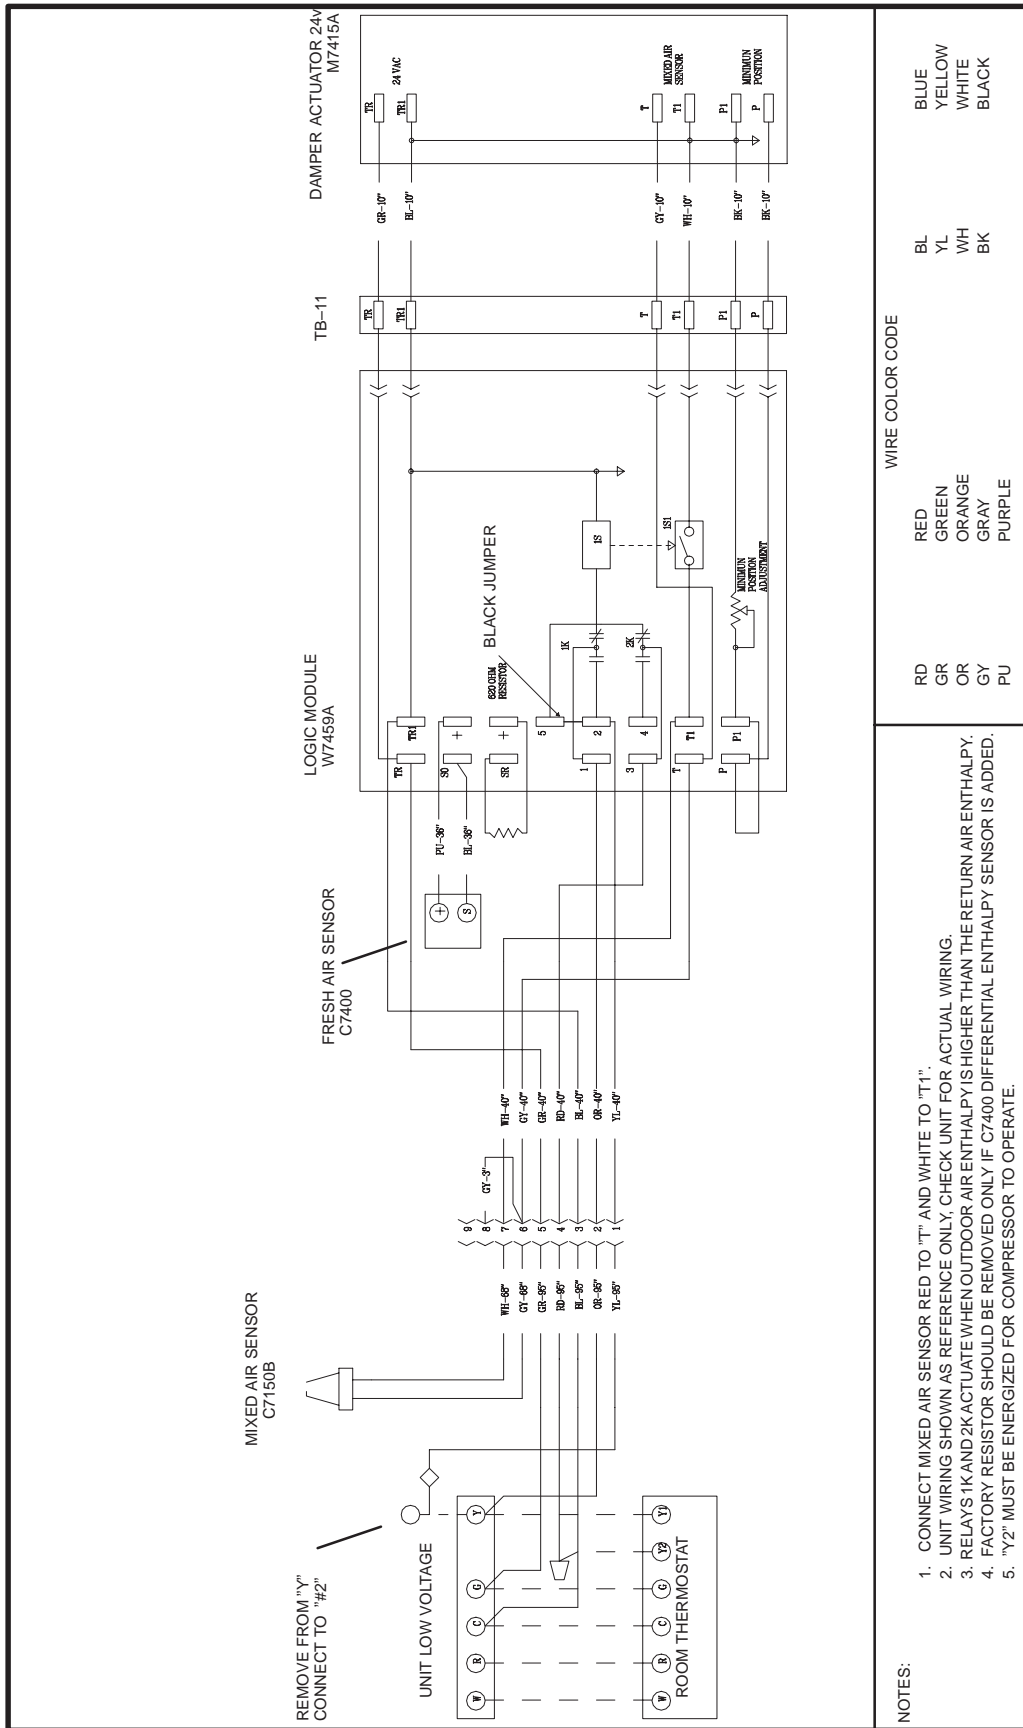 DAMPER ACTUATOR 24v
M7415A
TR
24 VAC
TR1
T
MIXED AIR
SENSOR
T1
P1
MINIMUN
POSITION
P
GR-10"
BL-10"
GY-10"
WH-10"
BK-10"
BK-10"
TB-11
TR
TR1
T
T1
P1
P
LOGIC MODULE
W7459A
BLACK JUMPER
1S
1S1
MINIMUN
POSITION
ADJUSTMENT
1K
2K
620 OHM
RESISTOR
TR1
+
+
5
2
4
T1
P1
TR
SO
SR
1
3
T
P
PU-36"
BL-36"
+
S
FRESH AIR SENSOR
C7400
WH-40"
GY-40"
GR-40"
RD-40"
BL-40"
OR-40"
YL-40"
GY-3"
9
8
7
6
5
4
3
2
1
WH-68"
GY-68"
GR-95"
RD-95"
BL-95"
OR-95"
YL-95"
MIXED AIR SENSOR
C7150B
REMOVE FROM "Y"
CONNECT TO "#2"
UNIT LOW VOLTAGE
W
R
C
G
Y
ROOM THERMOSTAT
W
R
C
G
Y2
Y1
NOTES:
1. CONNECT MIXED AIR SENSOR RED TO "T" AND WHITE TO "T1".
2. UNIT WIRING SHOWN AS REFERENCE ONLY, CHECK UNIT FOR ACTUAL WIRING.
3. RELAYS 1K AND 2K ACTUATE WHEN OUTDOOR AIR ENTHALPY IS HIGHER THAN THE RETURN AIR ENTHALPY.
4. FACTORY RESISTOR SHOULD BE REMOVED ONLY IF C7400 DIFFERENTIAL ENTHALPY SENSOR IS ADDED.
5. "Y2" MUST BE ENERGIZED FOR COMPRESSOR TO OPERATE.
WIRE COLOR CODE
RD RED BL BLUE
GR GREEN YL YELLOW
OR ORANGE WH WHITE
GY GRAY BK BLACK
PU PURPLE